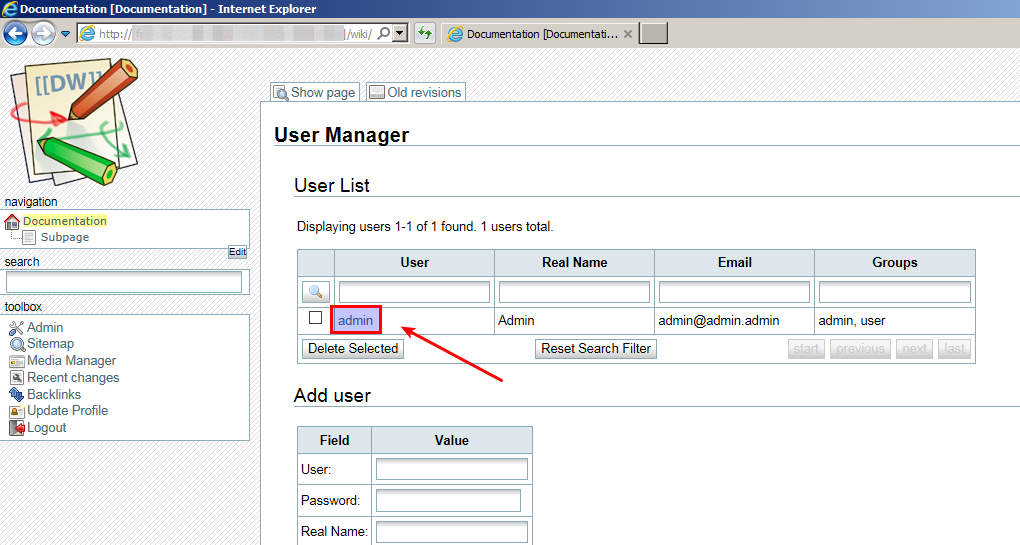 Documentation [Documentation] - Internet Explorer
http:// /wiki/
Documentation [Documentati...
[[DW]]
Show page
Old revisions
User Manager
navigation
Documentation
Subpage
Edit
search
toolbox
Admin
Sitemap
Media Manager
Recent changes
Backlinks
Update Profile
Logout
User List
Displaying users 1-1 of 1 found. 1 users total.
User Real Name Email Groups
admin Admin admin@admin.admin admin, user
Delete Selected Reset Search Filter start previous next last
Add user
Field Value
User:
Password:
Real Name: